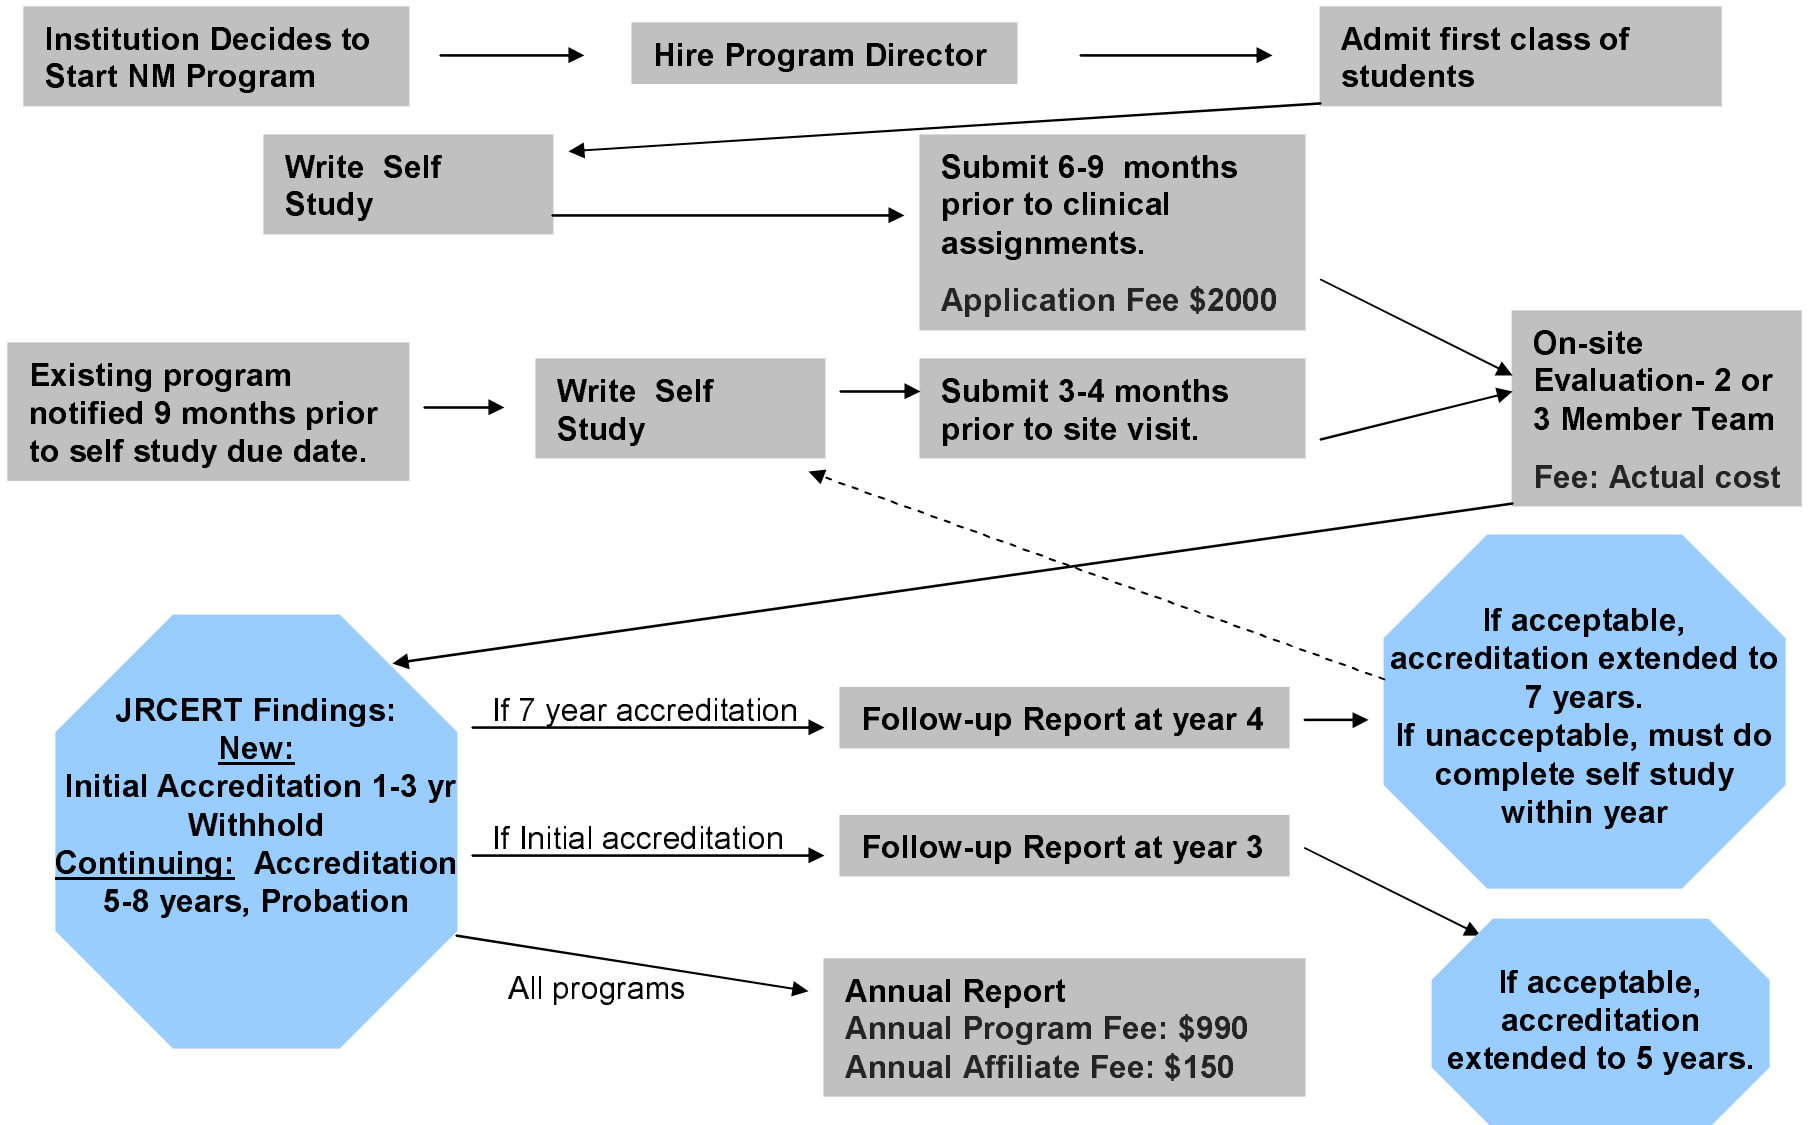 Institution Decides to
Start NM Program
Hire Program Director
Admit first class of
students
Write Self
Study
Submit 6-9 months
prior to clinical
assignments.
Application Fee $2000
Existing program
notified 9 months prior
to self study due date.
Write Self
Study
Submit 3-4 months
prior to site visit.
On-site
Evaluation- 2 or
3 Member Team
Fee: Actual cost
JRCERT Findings:
New:
Initial Accreditation 1-3 yr
Withhold
Continuing: Accreditation
5-8 years, Probation
If 7 year accreditation
Follow-up Report at year 4
If acceptable,
accreditation extended to
7 years.
If unacceptable, must do
complete self study
within year
If Initial accreditation
Follow-up Report at year 3
If acceptable,
accreditation
extended to 5 years.
All programs
Annual Report
Annual Program Fee: $990
Annual Affiliate Fee: $150